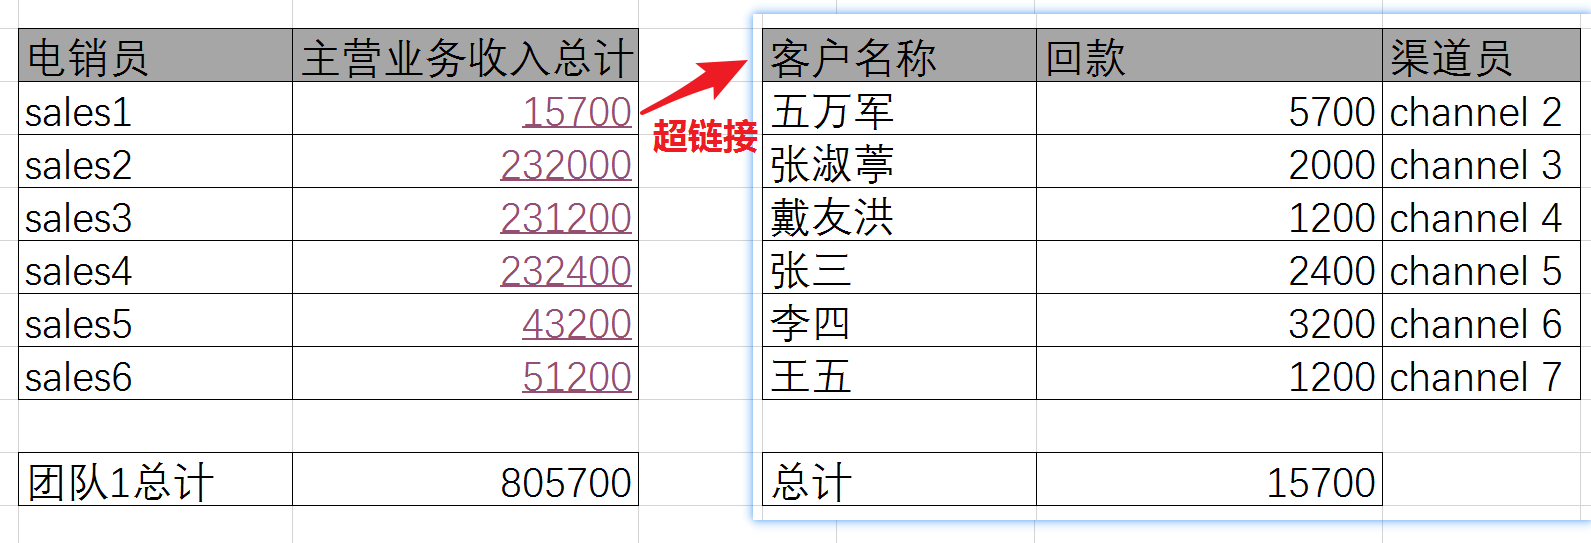 电销员 主营业务收入总计
sales1 15700
sales2 232000
sales3 231200
sales4 232400
sales5 43200
sales6 51200
团队1总计 805700
超链接
客户名称 回款 渠道员
五万军 5700 channel 2
张淑葶 2000 channel 3
戴友洪 1200 channel 4
张三 2400 channel 5
李四 3200 channel 6
王五 1200 channel 7
总计 15700